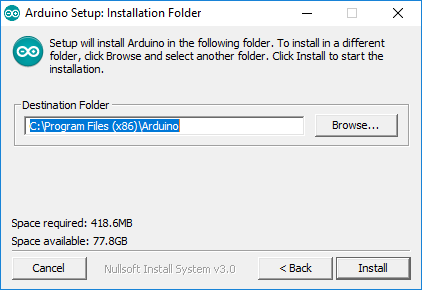 Arduino Setup: Installation Folder
Setup will install Arduino in the following folder. To install in a different
folder, click Browse and select another folder. Click Install to start the
installation.
Destination Folder
C:\Program Files (x86)\Arduino
Browse...
Space required: 418.6MB
Space available: 77.8GB
Cancel
Nullsoft Install System v3.0
< Back
Install